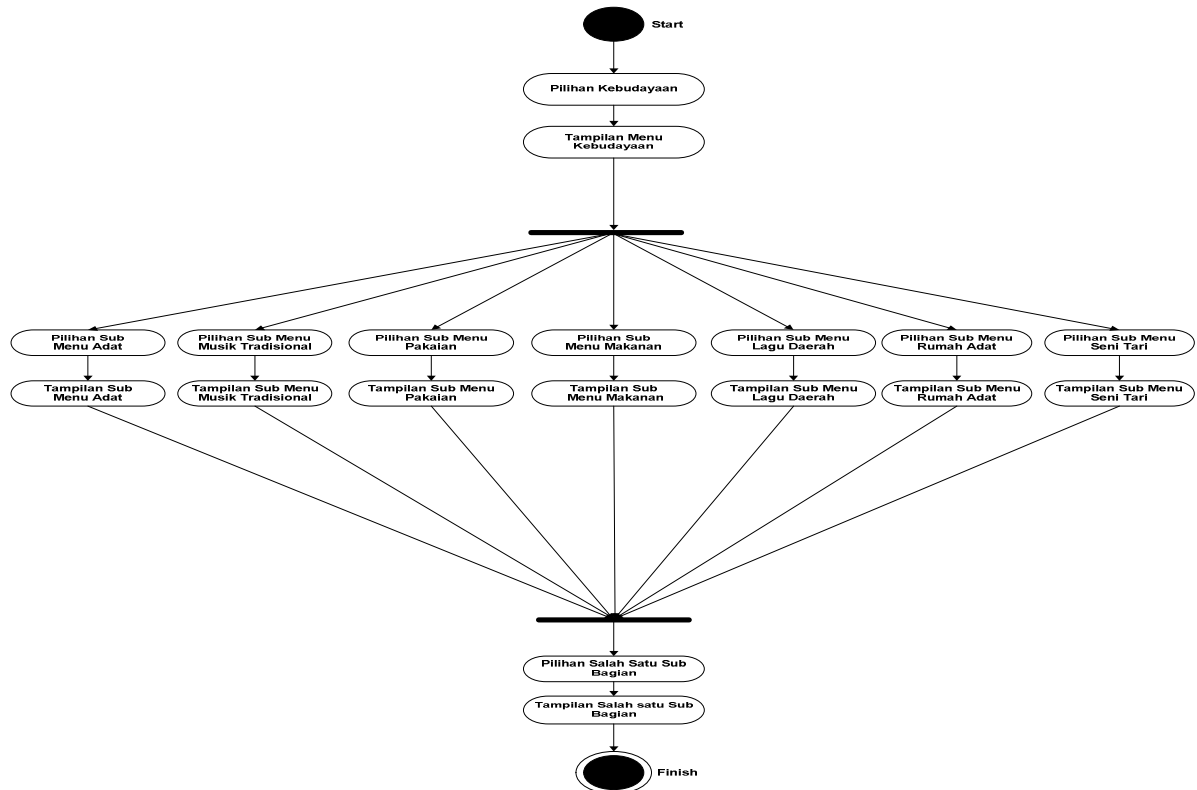 Start
Pilihan Kebudayaan
Tampilan Menu
Kebudayaan
Pilihan Sub
Menu Adat
Pilihan Sub Menu
Musik Tradisional
Pilihan Sub Menu
Pakaian
Pilihan Sub
Menu Makanan
Pilihan Sub Menu
Lagu Daerah
Pilihan Sub Menu
Rumah Adat
Pilihan Sub Menu
Seni Tari
Tampilan Sub
Menu Adat
Tampilan Sub Menu
Musik Tradisional
Tampilan Sub Menu
Pakaian
Tampilan Sub
Menu Makanan
Tampilan Sub Menu
Lagu Daerah
Tampilan Sub Menu
Rumah Adat
Tampilan Sub Menu
Seni Tari
Pilihan Salah Satu Sub
Bagian
Tampilan Salah satu Sub
Bagian
Finish